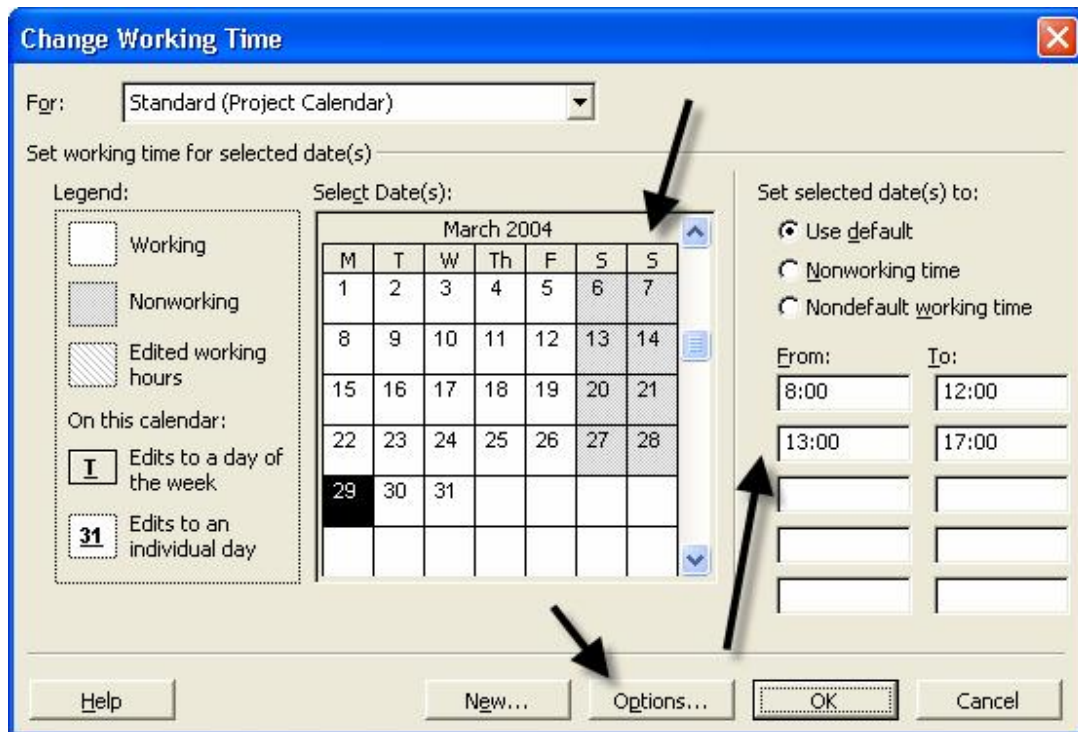 Change Working Time
For: Standard (Project Calendar)
Set working time for selected date(s)
Legend:
Working
Nonworking
Edited working
hours
On this calendar:
T Edits to a day of
the week
31 Edits to an
individual day
Select Date(s):
March 2004
M T W Th F S S
1 2 3 4 5 6 7
8 9 10 11 12 13 14
15 16 17 18 19 20 21
22 23 24 25 26 27 28
29 30 31
Set selected date(s) to:
Use default
Nonworking time
Nondefault working time
From: To:
8:00 12:00
13:00 17:00
Help New... Options... OK Cancel